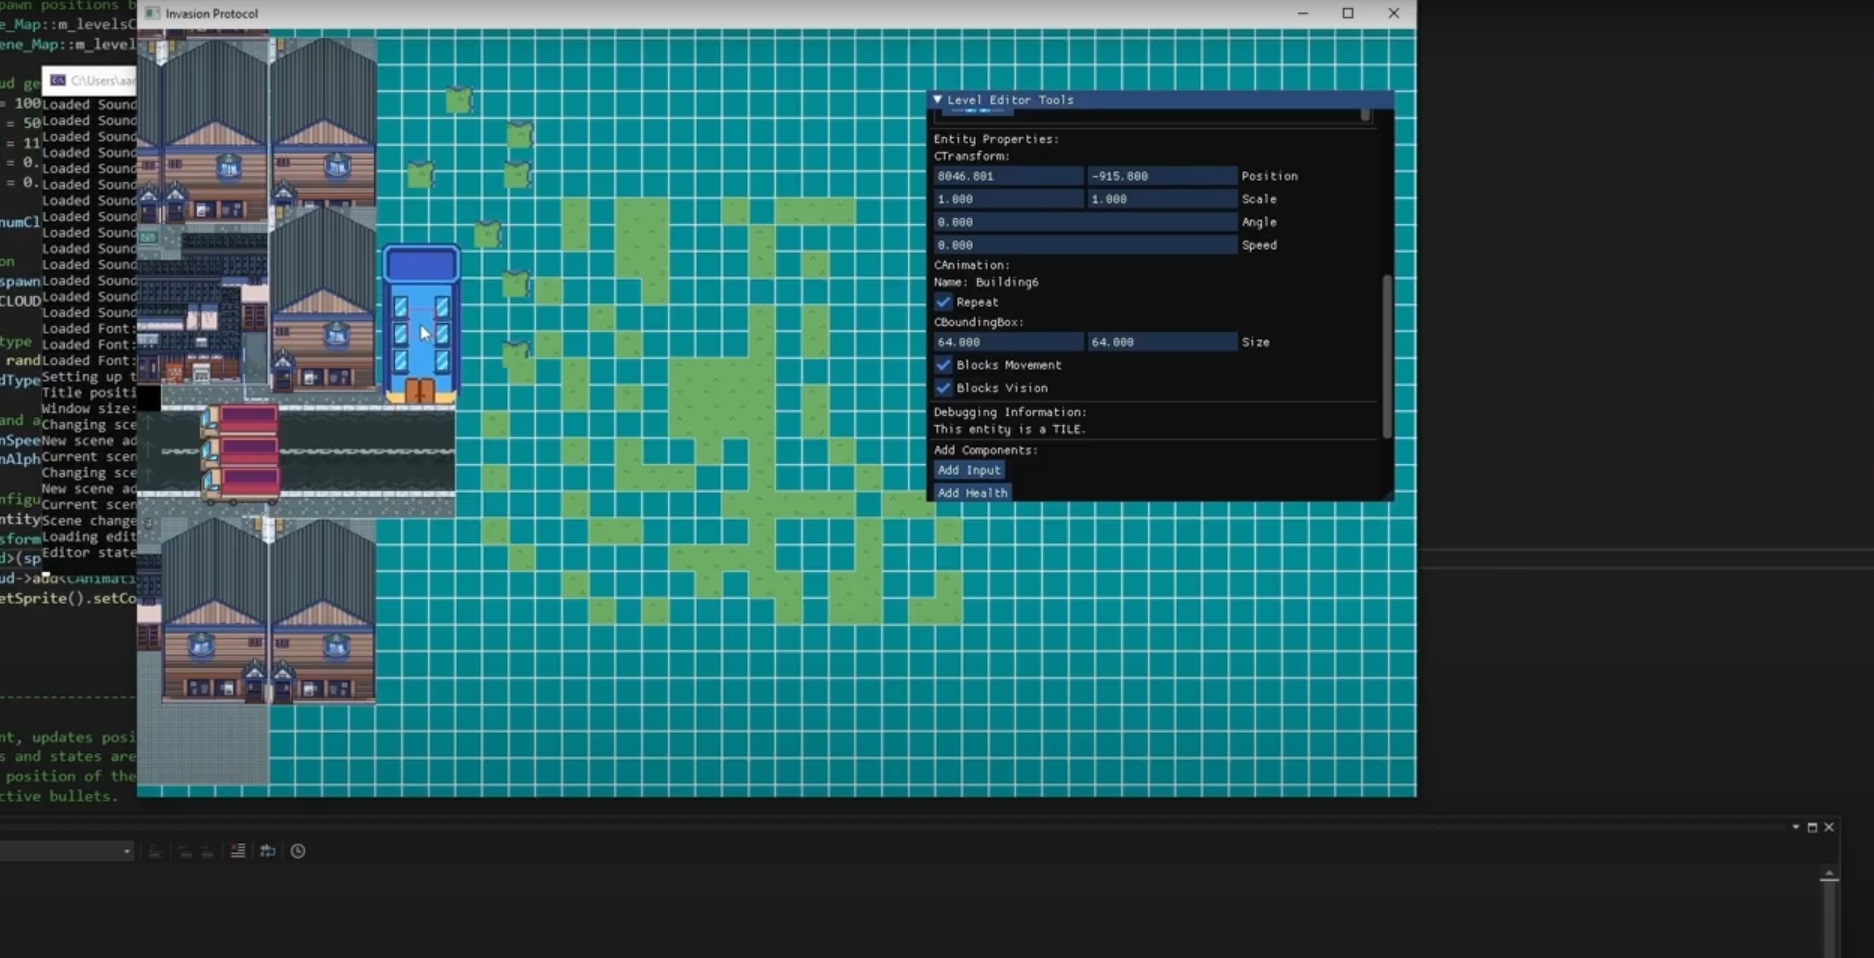 spawn positions b
ne_Map::m_levelsC
ene_Map::m_level
Invasion Protocol
ud ge
= 100
= 50
= 11
= 0.
= 0.
numCl
on
spawn
CLOUD
type
rand
dType
and a
nSpee
nAlph
nfigu
ntity
sform
d>(sp
ud->add<CAnimati
etSprite().setCo
nt, updates posi
s and states are
position of the
ctive bullets.
C:\Users\aar
Loaded Sound
Loaded Sound
Loaded Sound
Loaded Sound
Loaded Sound
Loaded Sound
Loaded Sound
Loaded Sound
Loaded Sound
Loaded Sound
Loaded Sound
Loaded Sound
Loaded Sound
Loaded Sound
Loaded Font:
Loaded Font:
Loaded Font:
Setting up t
Title positi
Window size:
Changing sce
New scene ad
Current scen
Changing scen
New scene ad
Current scen
Scene change
Loading edit
Editor state
Level Editor Tools
Entity Properties:
CTransform:
8046.801 -915.800 Position
1.000 1.000 Scale
0.000 Angle
0.000 Speed
CAnimation:
Name: Building6
Repeat
CBoundingBox:
64.000 64.000 Size
Blocks Movement
Blocks Vision
Debugging Information:
This entity is a TILE.
Add Components:
Add Input
Add Health